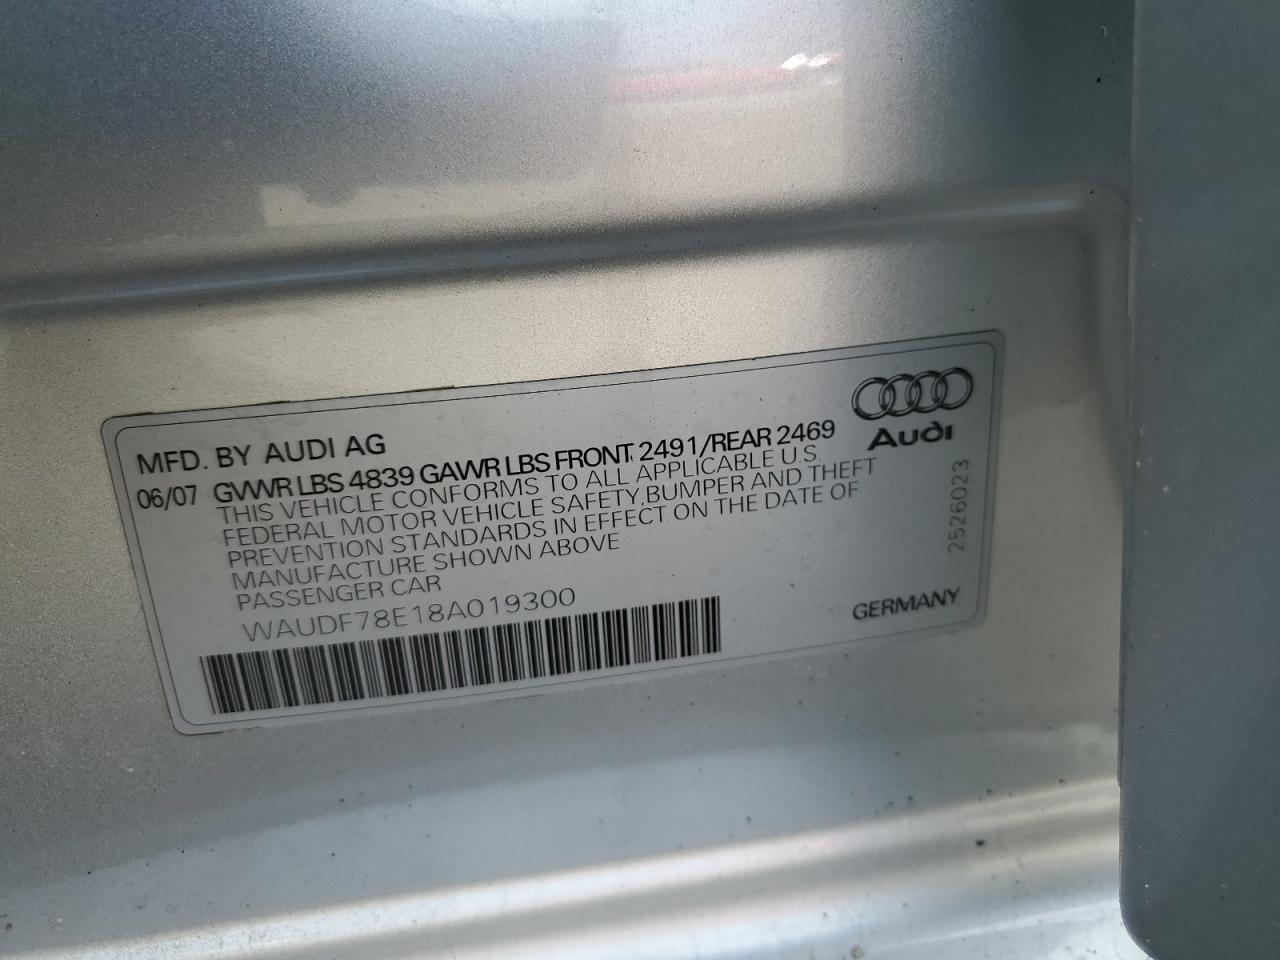 MFD. BY AUDI AG
06/07 GVWR LBS 4839 GAWR LBS FRONT 2491/REAR 2469
THIS VEHICLE CONFORMS TO ALL APPLICABLE U.S.
FEDERAL MOTOR VEHICLE SAFETY, BUMPER AND THEFT
PREVENTION STANDARDS IN EFFECT ON THE DATE OF
MANUFACTURE SHOWN ABOVE
PASSENGER CAR
WAUDF78E18A019300
Audi
2526023
GERMANY